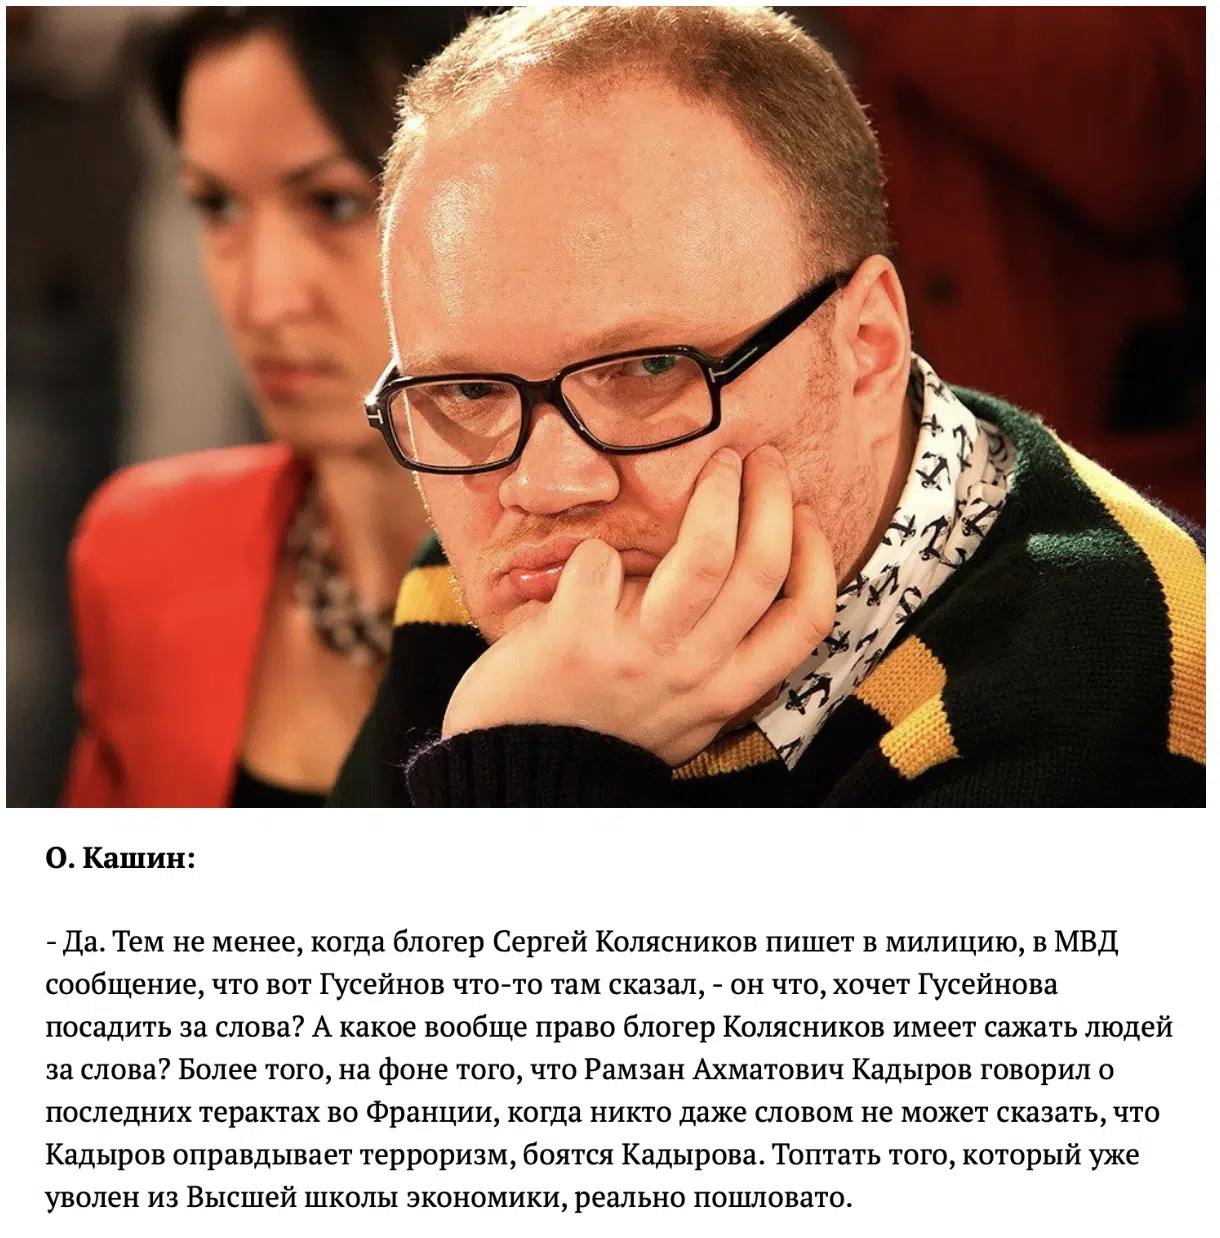 О. Кашин:
- Да. Тем не менее, когда блогер Сергей Колясников пишет в милицию, в МВД
сообщение, что вот Гусейнов что-то там сказал, - он что, хочет Гусейнова
посадить за слова? А какое вообще право блогер Колясников имеет сажать людей
за слова? Более того, на фоне того, что Рамзан Ахматович Кадыров говорил о
последних терактах во Франции, когда никто даже словом не может сказать, что
Кадыров оправдывает терроризм, боятся Кадырова. Топтать того, который уже
уволен из Высшей школы экономики, реально пошловато.